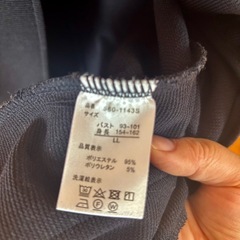 品番 460-11435
サイズ
バスト 93-101
身長 154-162
LL
品質表示
ポリエステル 95%
ポリウレタン 5%
洗濯絵表示